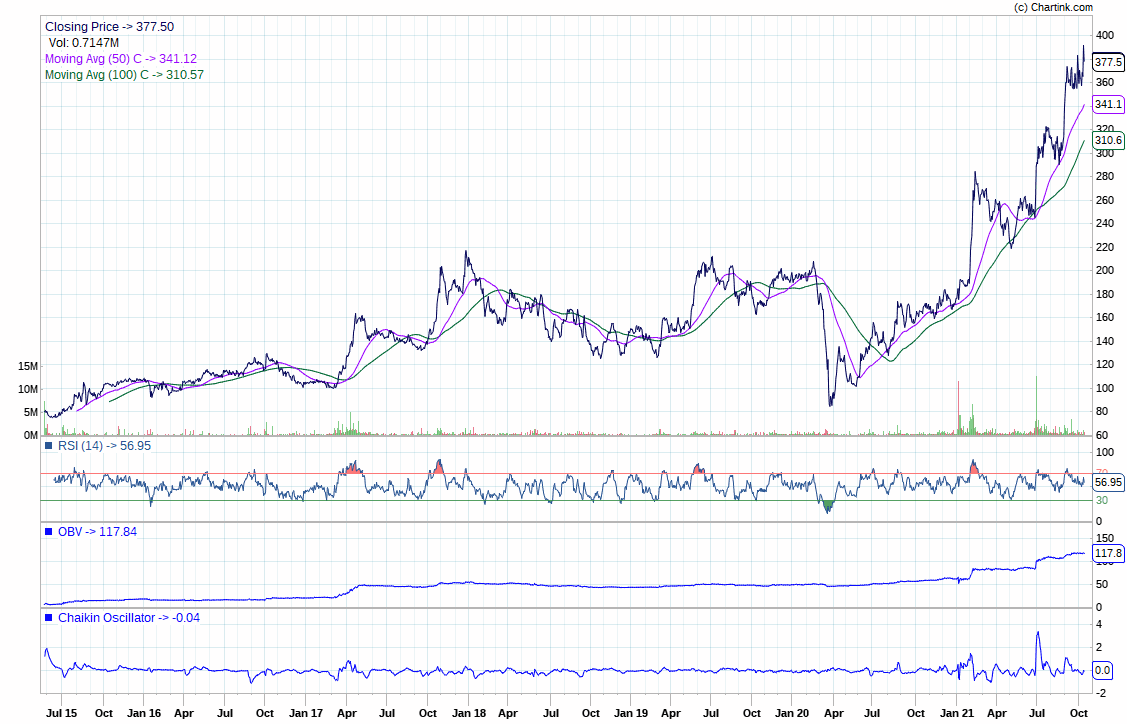 (c) Chartink.com
Closing Price -> 377.50
Vol: 0.7147M
Moving Avg (50) C -> 341.12
Moving Avg (100) C -> 310.57
400
377.5
360
341.1
320
310.6
300
280
260
240
220
200
180
160
140
120
100
80
60
15M
10M
5M
0M
RSI (14) -> 56.95
100
70
56.95
30
0
OBV -> 117.84
150
117.8
100
50
0
Chaikin Oscillator -> -0.04
4
2
0.0
-2
Jul 15 Oct Jan 16 Apr Jul Oct Jan 17 Apr Jul Oct Jan 18 Apr Jul Oct Jan 19 Apr Jul Oct Jan 20 Apr Jul Oct Jan 21 Apr Jul Oct